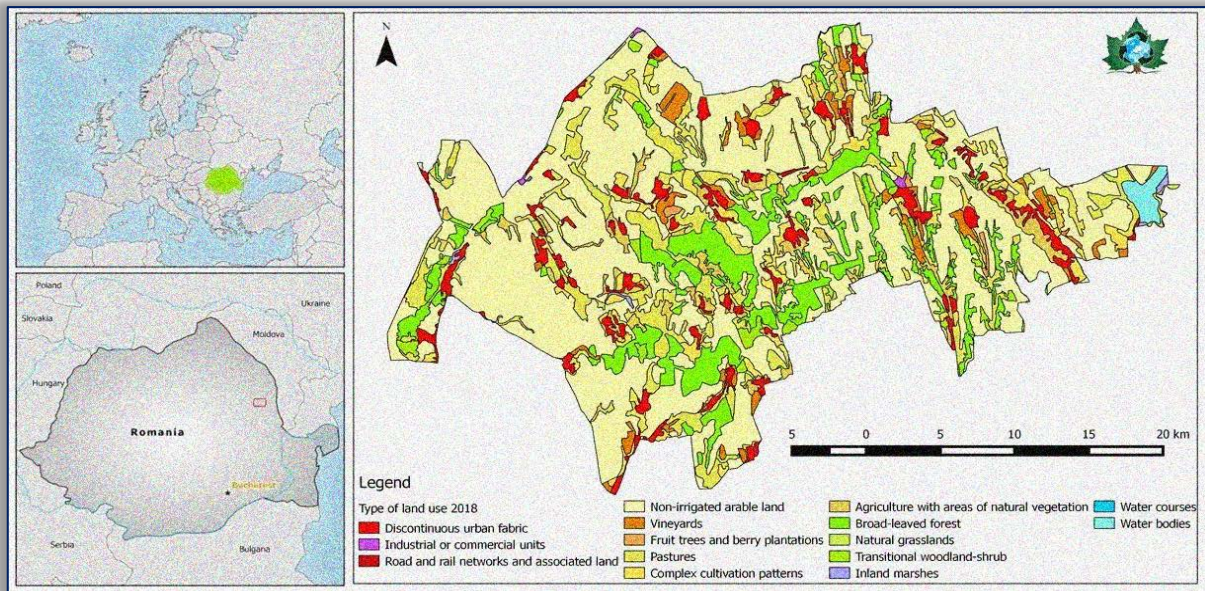 N
Poland
Slovakia
Ukraine
Moldova
Hungary
Romania
Bucharest
Serbia
Bulgaria
5 0 5 10 15 20 km
Legend
Type of land use 2018
Discontinuous urban fabric
Industrial or commercial units
Road and rail networks and associated land
Non-irrigated arable land
Vineyards
Fruit trees and berry plantations
Pastures
Complex cultivation patterns
Agriculture with areas of natural vegetation
Broad-leaved forest
Natural grasslands
Transitional woodland-shrub
Inland marshes
Water courses
Water bodies